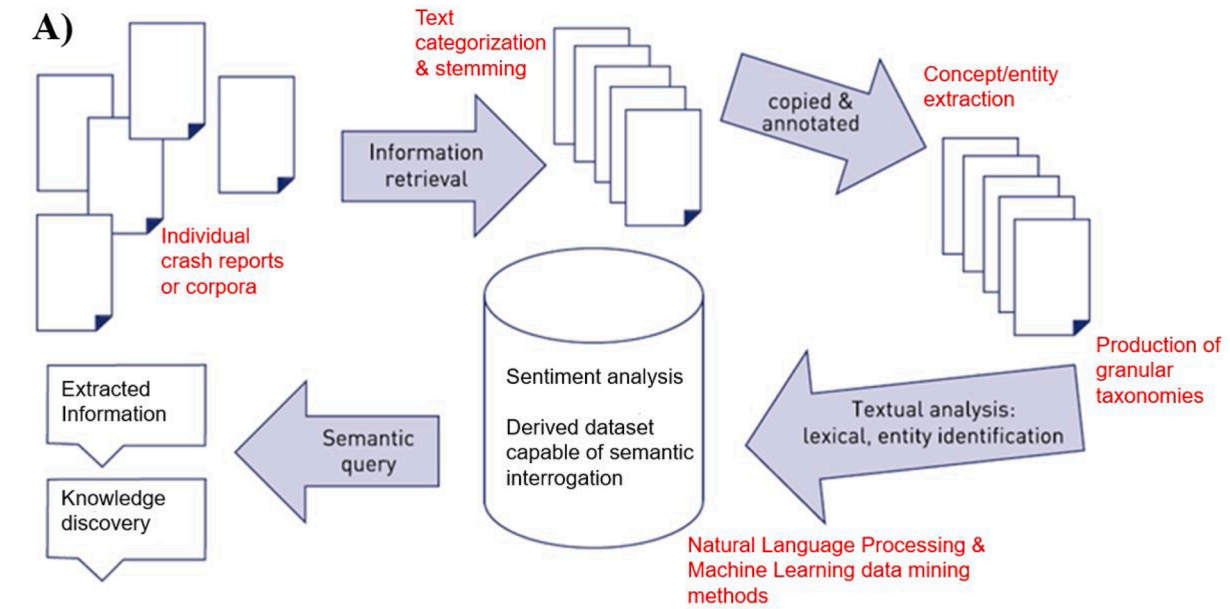 A)
Individual
crash reports
or corpora
Information
retrieval
Text
categorization
& stemming
copied &
annotated
Concept/entity
extraction
Production of
granular
taxonomies
Textual analysis:
lexical, entity identification
Natural Language Processing &
Machine Learning data mining
methods
Sentiment analysis
Derived dataset
capable of semantic
interrogation
Semantic
query
Extracted
Information
Knowledge
discovery